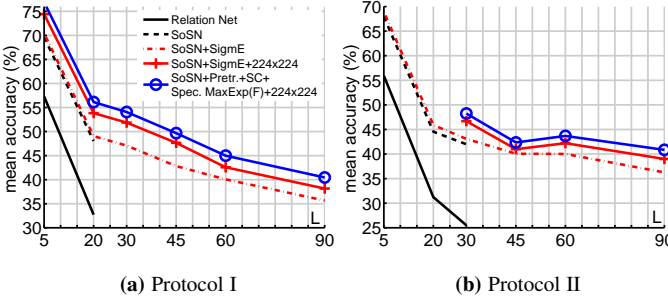 Relation Net
SoSN
SoSN+SigmE
SoSN+SigmE+224x224
SoSN+Pretr.+SC+
Spec. MaxExp(F)+224x224
mean accuracy (%)
75
70
65
60
55
50
45
40
35
30
5
20
30
45
60
90
L
(a) Protocol I
mean accuracy (%)
70
65
60
55
50
45
40
35
30
25
5
20
30
45
60
90
L
(b) Protocol II